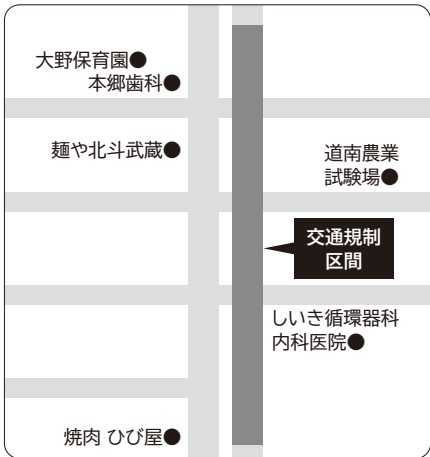 大野保育園●
本郷歯科●
麺や北斗武蔵●
道南農業
試験場●
交通規制
区間
しいき循環器科
内科医院●
焼肉 ひび屋●